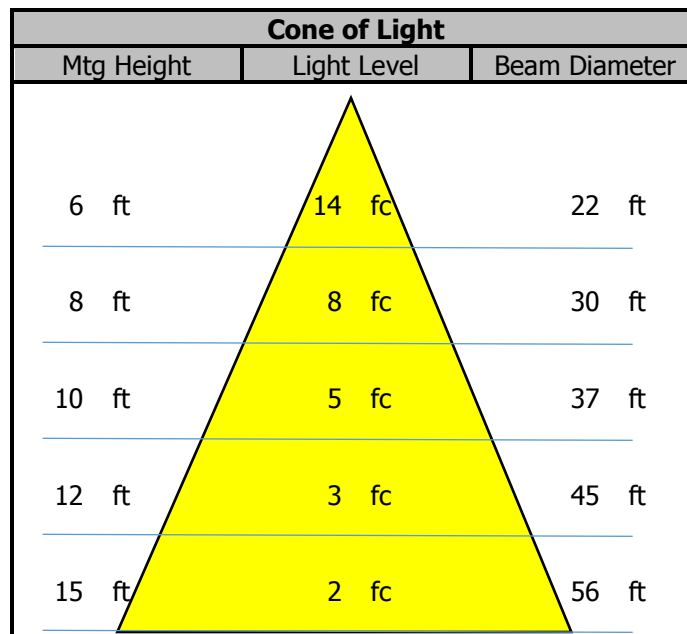 Cone of Light
Mtg Height Light Level Beam Diameter
6 ft 14 fc 22 ft
8 ft 8 fc 30 ft
10 ft 5 fc 37 ft
12 ft 3 fc 45 ft
15 ft 2 fc 56 ft